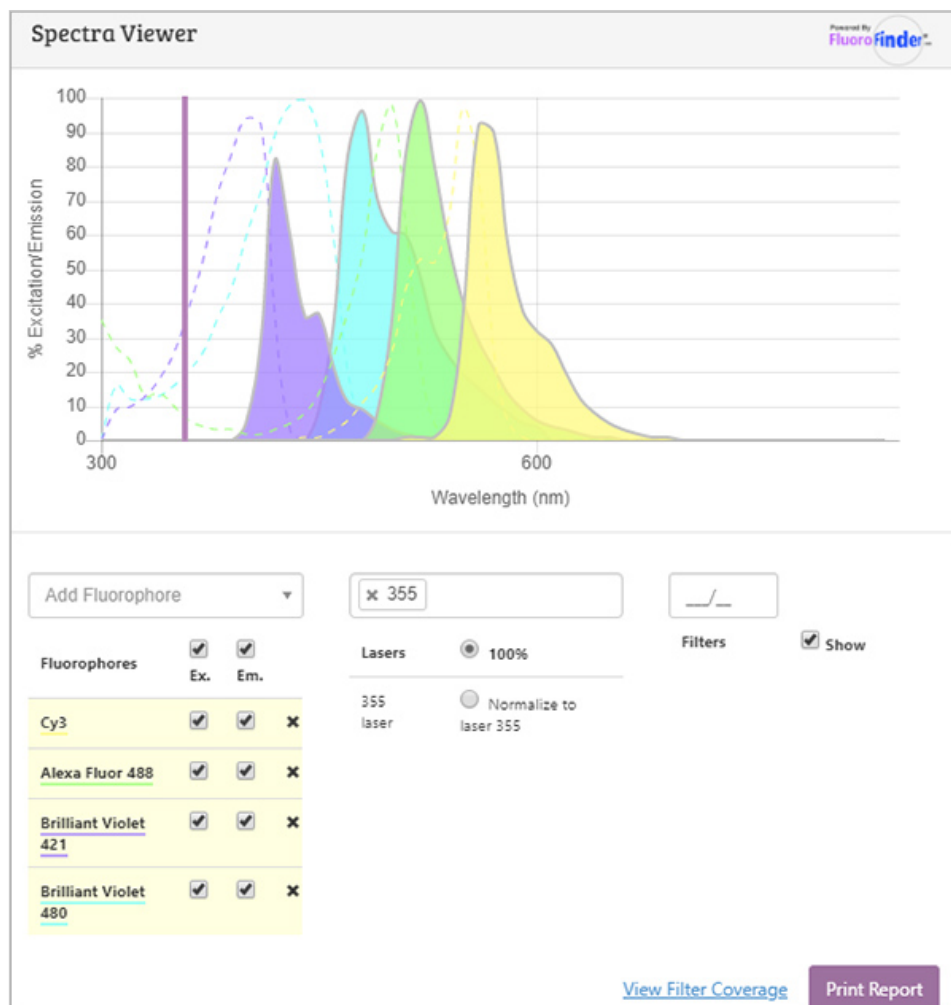 Spectra Viewer
Powered By
FluoroFinder
100
90
80
70
60
50
40
30
20
10
0
% Excitation/Emission
300
600
Wavelength (nm)
Add Fluorophore
× 355
__/__
Fluorophores
Ex.
Em.
Lasers
100%
Filters
Show
355
laser
Normalize to
laser 355
Cy3
Alexa Fluor 488
Brilliant Violet
421
Brilliant Violet
480
View Filter Coverage
Print Report